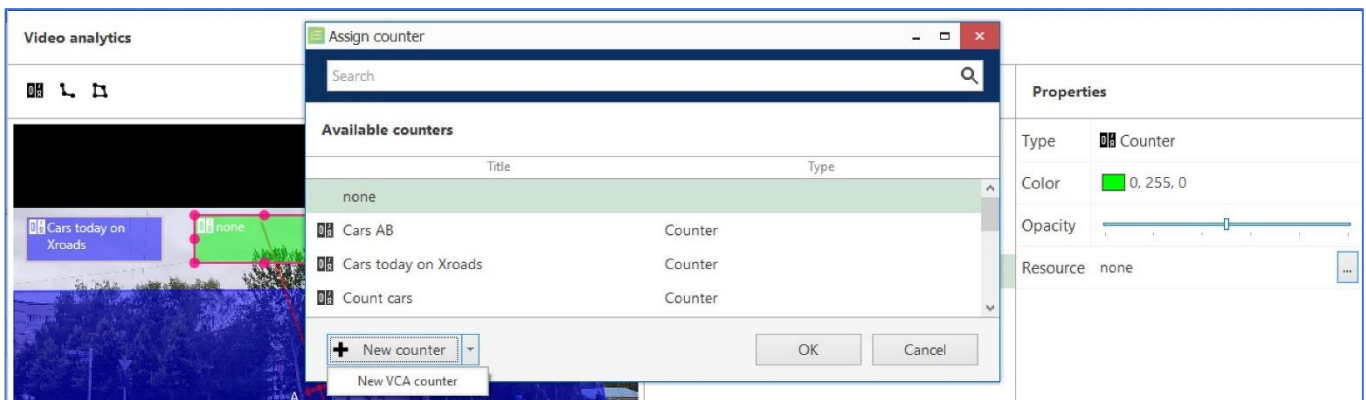 Video analytics
Assign counter
Search
Available counters
Title Type
none
Cars AB Counter
Cars today on Xroads Counter
Count cars Counter
New counter
OK Cancel
New VCA counter
Cars today on
Xroads
none
A
Properties
Type Counter
Color 0, 255, 0
Opacity
Resource none ...